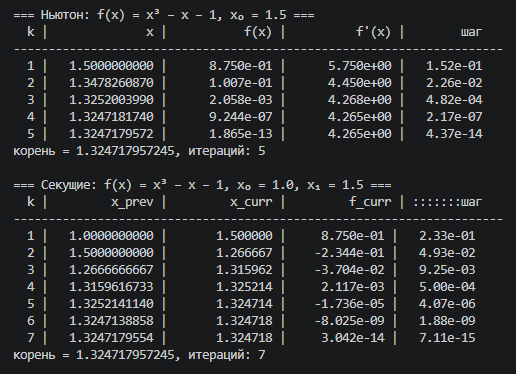 === Ньютон: f(x) = x³ − x − 1, x₀ = 1.5 ===
k | x | f(x) | f'(x) | шаг
----------------------------------------------------------------------
1 | 1.5000000000 | 8.750e-01 | 5.750e+00 | 1.52e-01
2 | 1.3478260870 | 1.007e-01 | 4.450e+00 | 2.26e-02
3 | 1.3252003990 | 2.058e-03 | 4.268e+00 | 4.82e-04
4 | 1.3247181740 | 9.244e-07 | 4.265e+00 | 2.17e-07
5 | 1.3247179572 | 1.865e-13 | 4.265e+00 | 4.37e-14
корень = 1.324717957245, итераций: 5
=== Секущие: f(x) = x³ − x − 1, x₀ = 1.0, x₁ = 1.5 ===
k | x_prev | x_curr | f_curr | :::::::шаг
----------------------------------------------------------------------
1 | 1.0000000000 | 1.500000 | 8.750e-01 | 2.33e-01
2 | 1.5000000000 | 1.266667 | -2.344e-01 | 4.93e-02
3 | 1.2666666667 | 1.315962 | -3.704e-02 | 9.25e-03
4 | 1.3159616733 | 1.325214 | 2.117e-03 | 5.00e-04
5 | 1.3252141140 | 1.324714 | -1.736e-05 | 4.07e-06
6 | 1.3247138858 | 1.324718 | -8.025e-09 | 1.88e-09
7 | 1.3247179554 | 1.324718 | 3.042e-14 | 7.11e-15
корень = 1.324717957245, итераций: 7